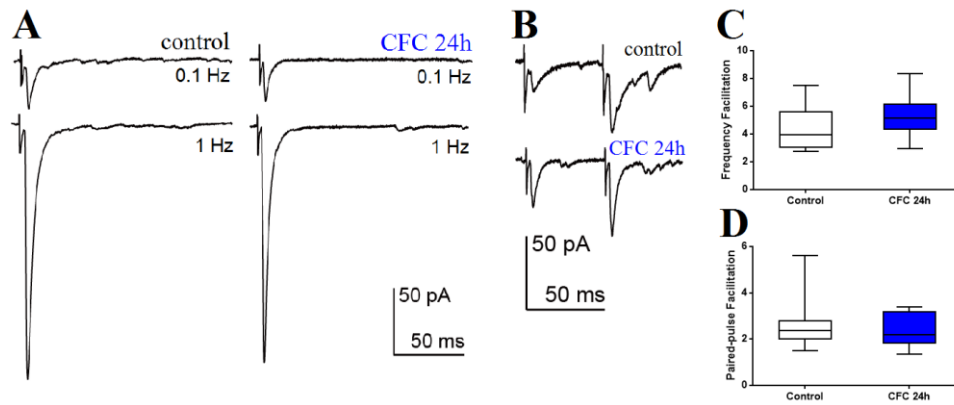 A
control
0.1 Hz
1 Hz
CFC 24h
0.1 Hz
1 Hz
50 pA
50 ms
B
control
CFC 24h
50 pA
50 ms
C
Frequency Facilitation
10
8
6
4
2
0
Control
CFC 24h
D
Paired-pulse Facilitation
6
4
2
0
Control
CFC 24h